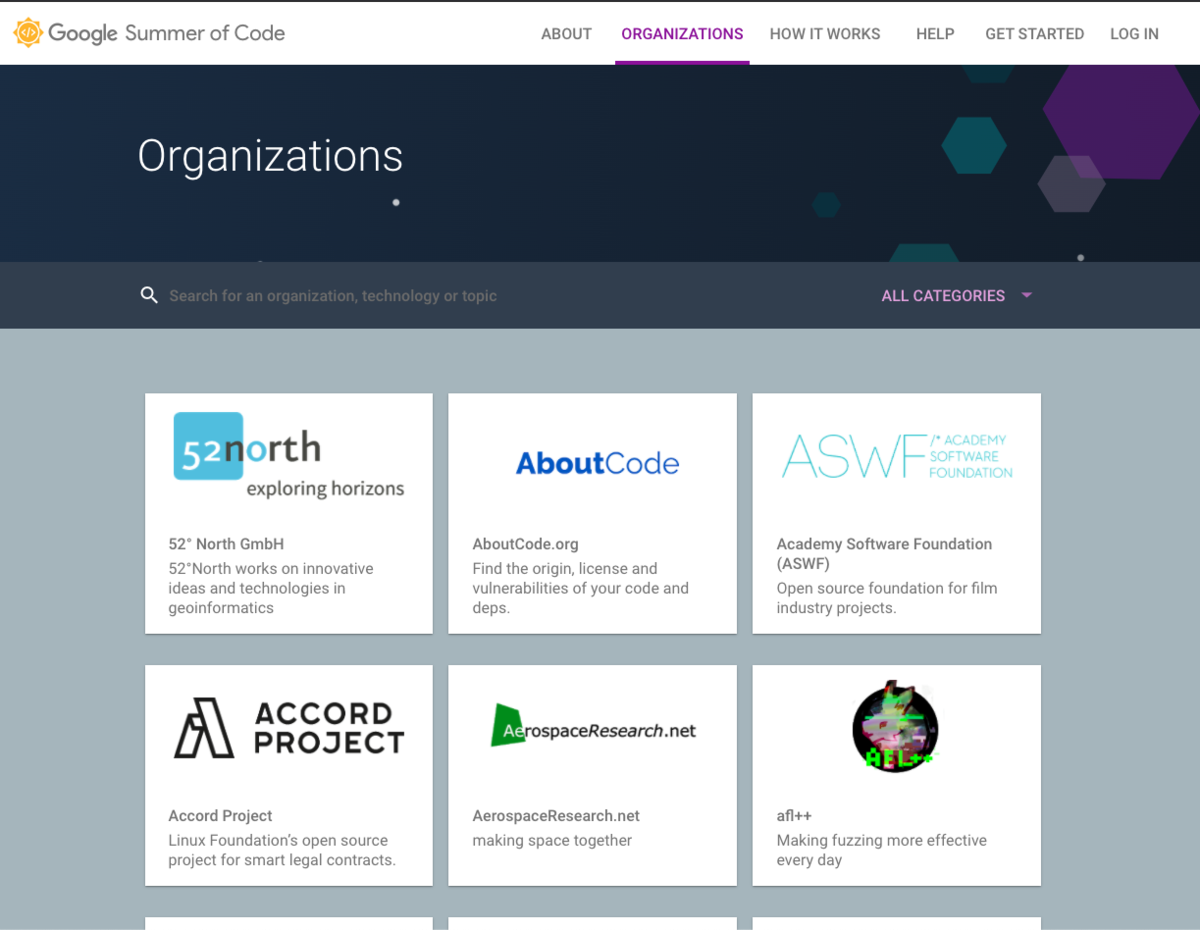 Google Summer of Code
ABOUT
ORGANIZATIONS
HOW IT WORKS
HELP
GET STARTED
LOG IN
Organizations
Search for an organization, technology or topic
ALL CATEGORIES
52north
exploring horizons
52° North GmbH
52°North works on innovative
ideas and technologies in
geoinformatics
AboutCode
AboutCode.org
Find the origin, license and
vulnerabilities of your code and
deps.
ASWF
/* ACADEMY
SOFTWARE
FOUNDATION
Academy Software Foundation
(ASWF)
Open source foundation for film
industry projects.
ACCORD
PROJECT
Accord Project
Linux Foundation’s open source
project for smart legal contracts.
AerospaceResearch.net
AerospaceResearch.net
making space together
AFL++
afl++
Making fuzzing more effective
every day